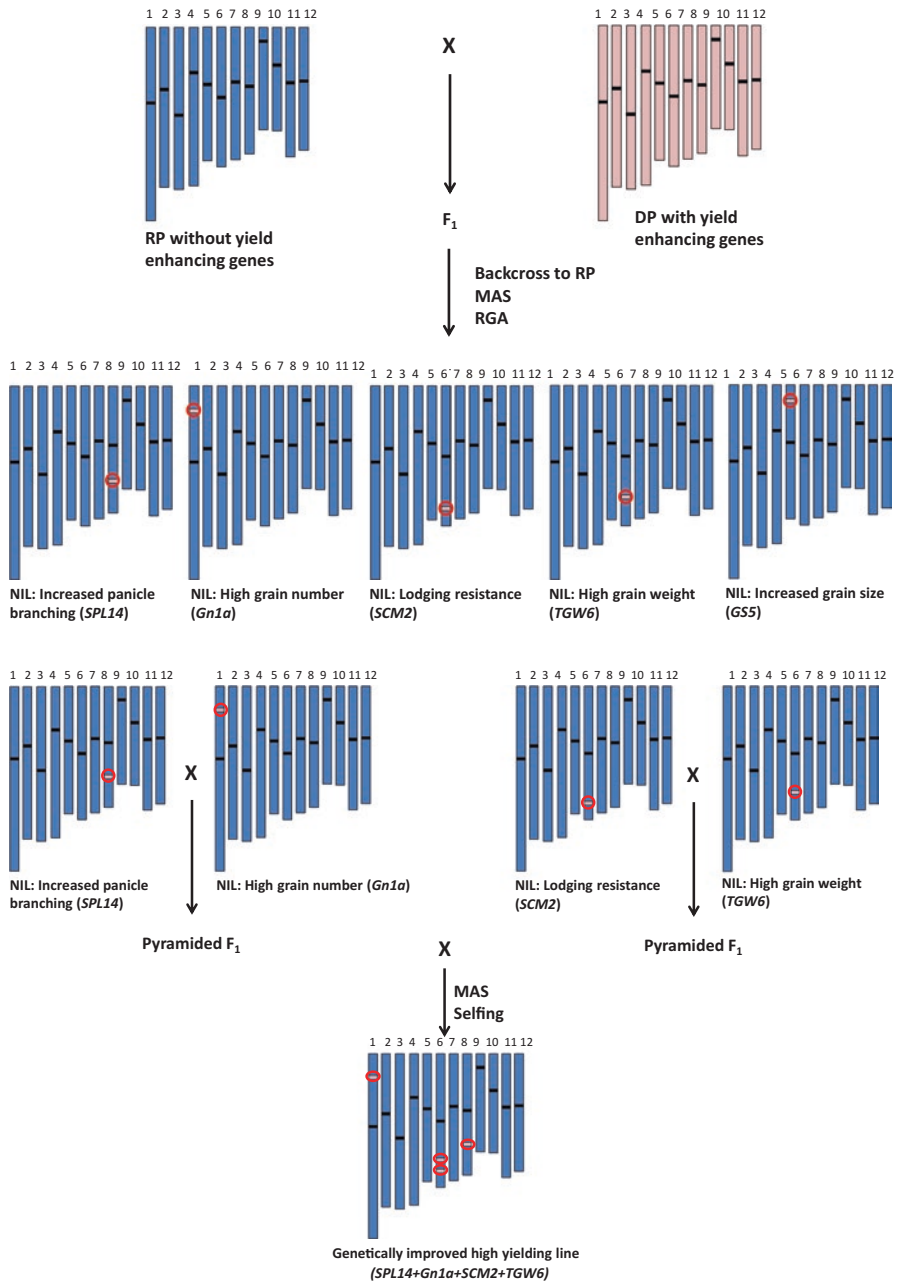 1 2 3 4 5 6 7 8 9 10 11 12
1 2 3 4 5 6 7 8 9 10 11 12
X
F1
RP without yield
enhancing genes
DP with yield
enhancing genes
Backcross to RP
MAS
RGA
1 2 3 4 5 6 7 8 9 10 11 12
1 2 3 4 5 6 7 8 9 10 11 12
1 2 3 4 5 6 7 8 9 10 11 12
1 2 3 4 5 6 7 8 9 10 11 12
1 2 3 4 5 6 7 8 9 10 11 12
NIL: Increased panicle
branching (SPL14)
NIL: High grain number
(Gn1a)
NIL: Lodging resistance
(SCM2)
NIL: High grain weight
(TGW6)
NIL: Increased grain size
(GS5)
1 2 3 4 5 6 7 8 9 10 11 12
1 2 3 4 5 6 7 8 9 10 11 12
1 2 3 4 5 6 7 8 9 10 11 12
1 2 3 4 5 6 7 8 9 10 11 12
X
X
NIL: Increased panicle
branching (SPL14)
NIL: High grain number (Gn1a)
NIL: Lodging resistance
(SCM2)
NIL: High grain weight
(TGW6)
Pyramided F1
X
Pyramided F1
MAS
Selfing
1 2 3 4 5 6 7 8 9 10 11 12
Genetically improved high yielding line
(SPL14+Gn1a+SCM2+TGW6)